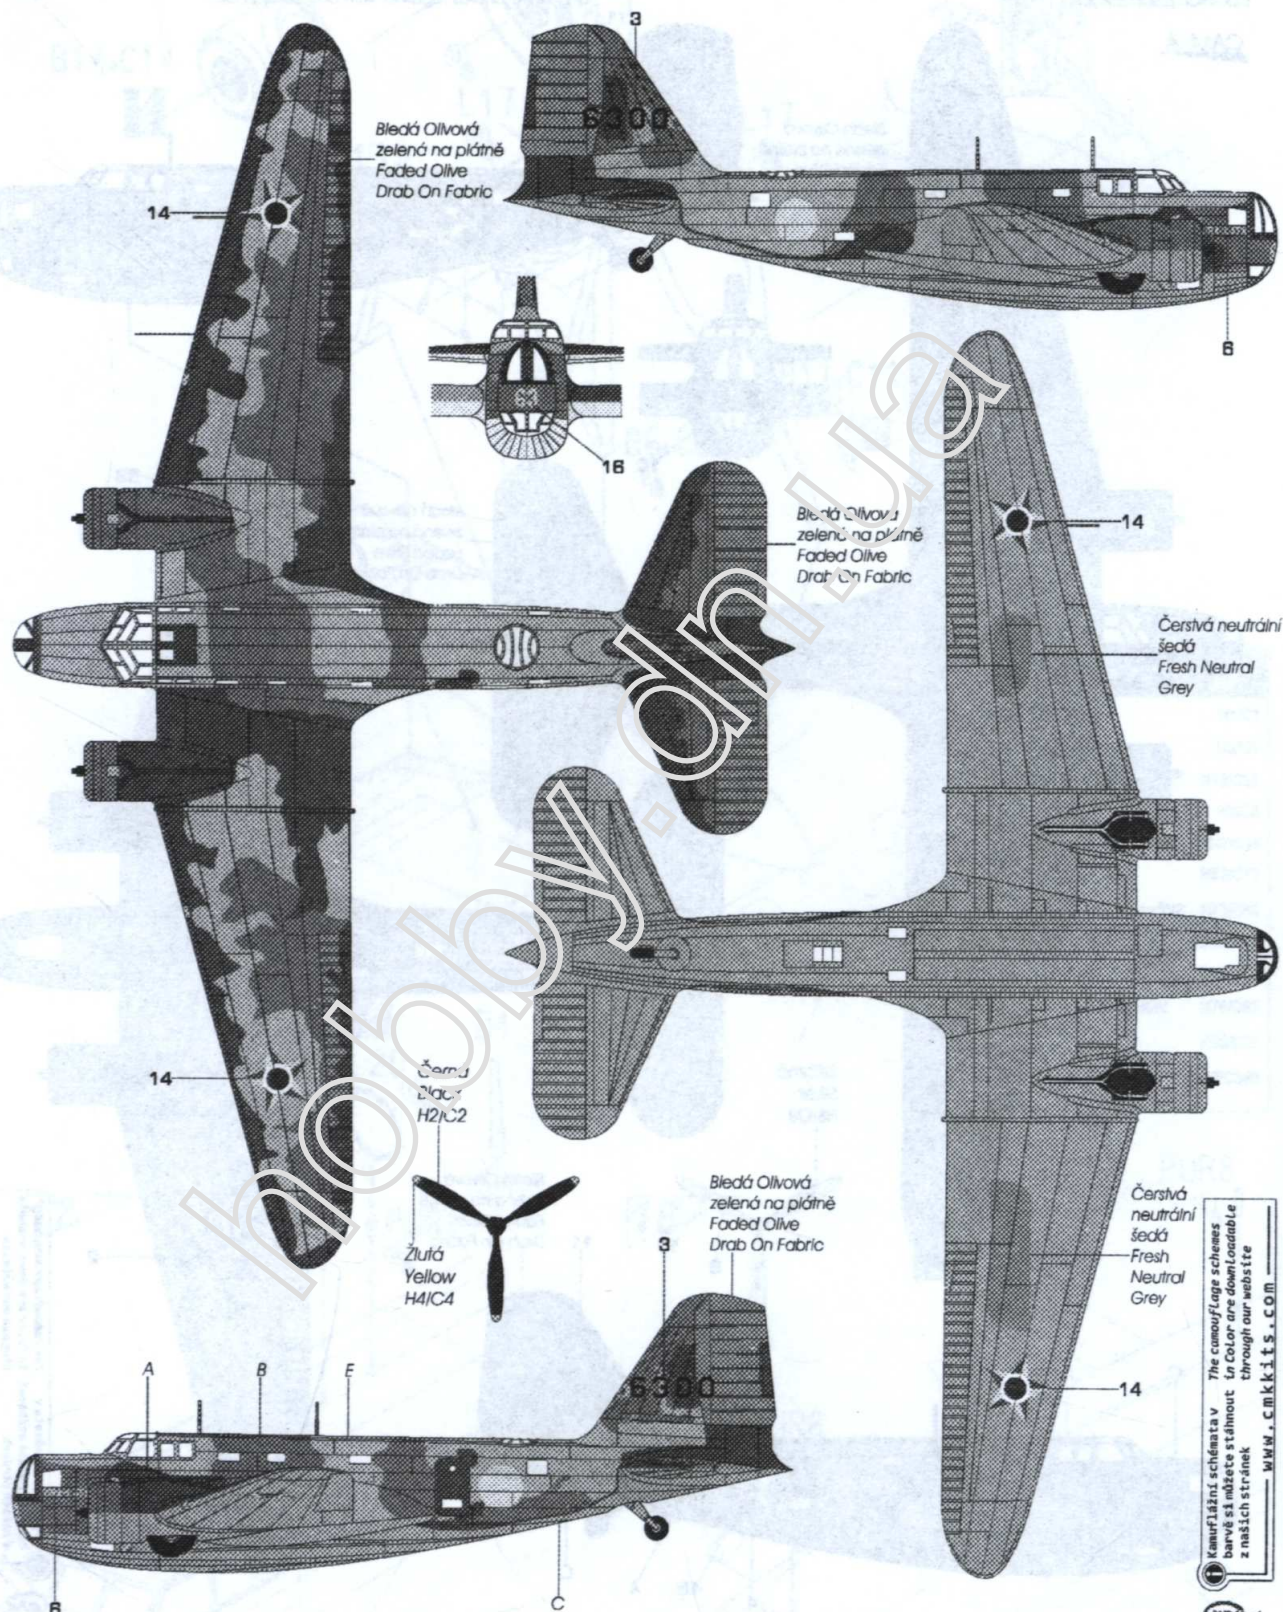 3
6300
Bledá Olivová
zelená na plátně
Faded Olive
Drab On Fabric
14
6
63
16
Bledá Olivová
zelená na plátně
Faded Olive
Drab On Fabric
14
Čerstvá neutrální
šedá
Fresh Neutral
Grey
hobby.dn.ua
14
Černá
Black
H2/C2
Žlutá
Yellow
H4/C4
Bledá Olivová
zelená na plátně
Faded Olive
Drab On Fabric
3
6300
Čerstvá
neutrální
šedá
Fresh
Neutral
Grey
14
A
B
E
6
C
Kamuflážní schémata v
barvě si můžete stáhnout
z našich stránek
The camouflage schemes
in Color are downloadable
through our website
www.cmkkits.com